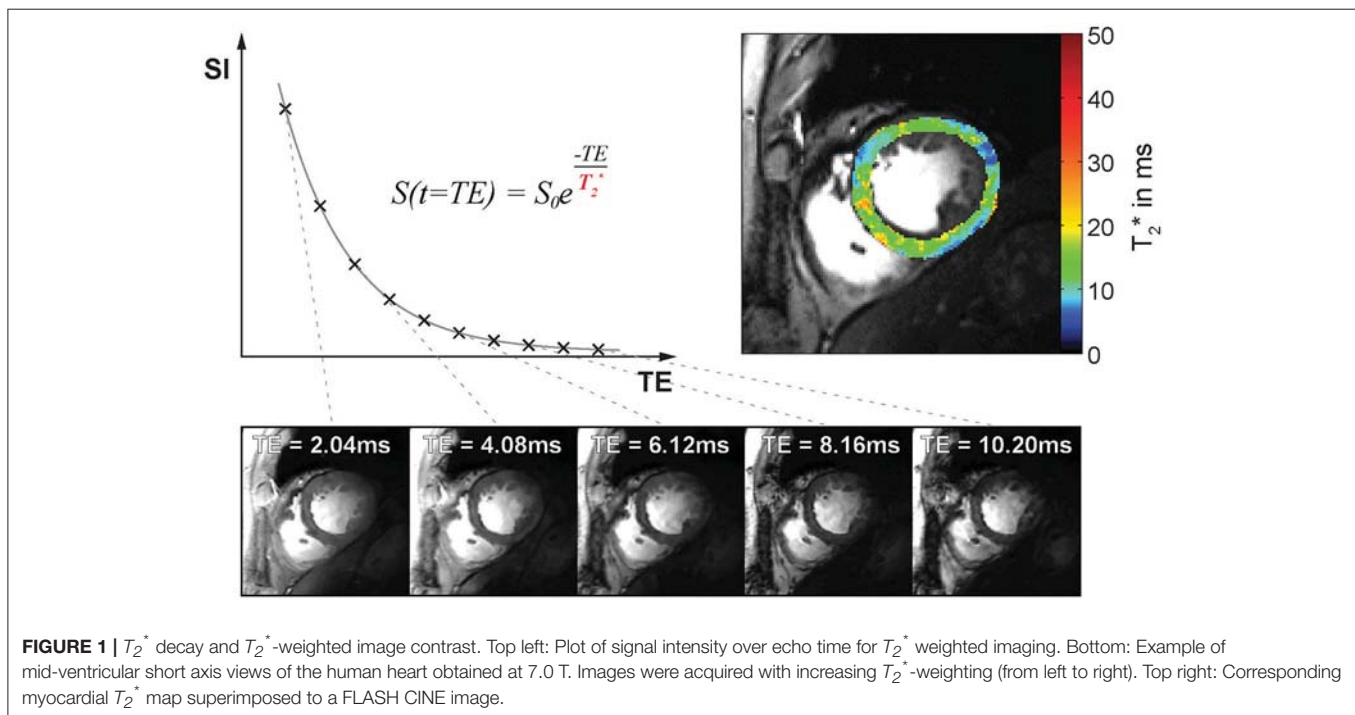 SI
S(t=TE) = S₀e^(-TE/T₂*)
TE
50
40
30
20
10
0
T₂* in ms
TE = 2.04ms
TE = 4.08ms
TE = 6.12ms
TE = 8.16ms
TE = 10.20ms
FIGURE 1 | T₂* decay and T₂*-weighted image contrast. Top left: Plot of signal intensity over echo time for T₂* weighted imaging. Bottom: Example of
mid-ventricular short axis views of the human heart obtained at 7.0 T. Images were acquired with increasing T₂*-weighting (from left to right). Top right: Corresponding
myocardial T₂* map superimposed to a FLASH CINE image.